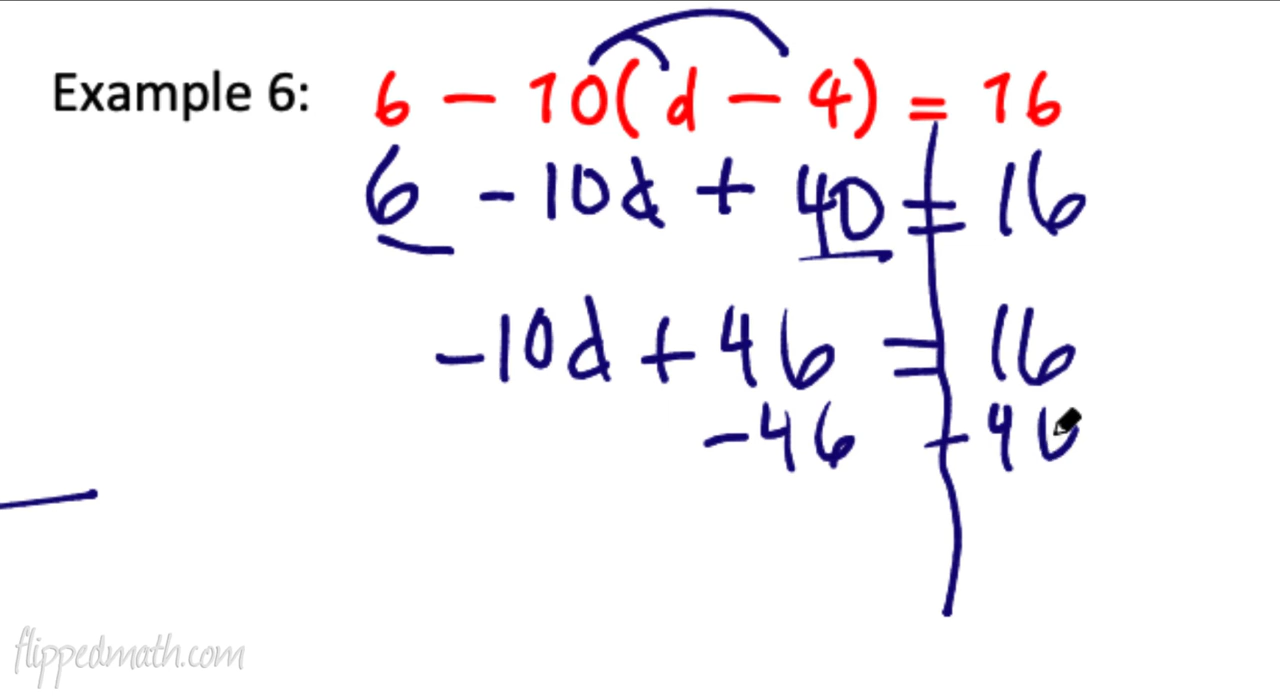 Example 6: 6 - 10(d - 4) = 16
6 - 10d + 40 = 16
-10d + 46 = 16
-46 -46
flippedmath.com